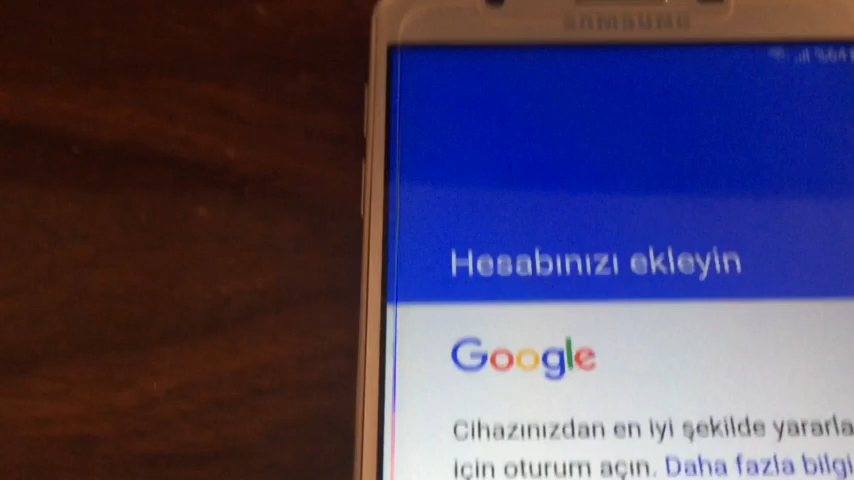 SAMSUNG
Hesabınızı ekleyin
Google
Cihazınızdan en iyi şekilde yararla
için oturum açın. Daha fazla bilgi